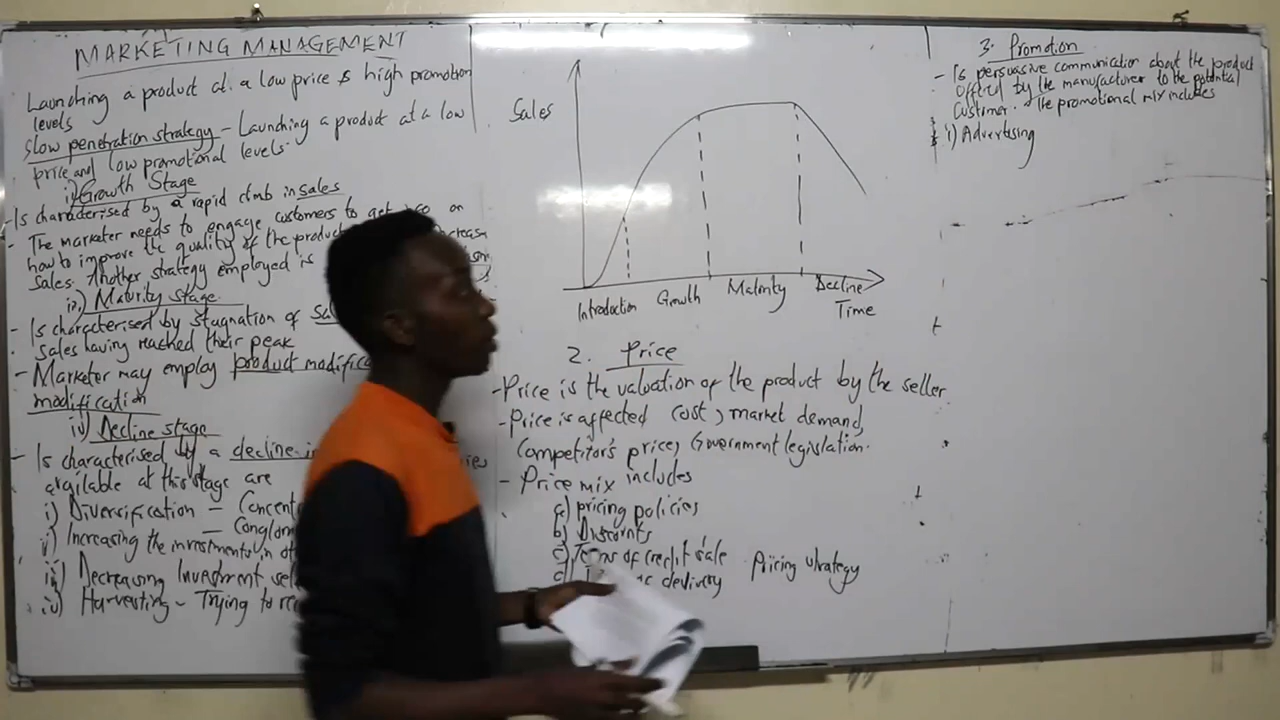 MARKETING MANAGEMENT
Launching a product at a low price & high promotion
levels
Slow penetration strategy - Launching a product at a low
price and low promotional levels.
ii) Growth Stage
- Is characterised by a rapid climb in sales
- The marketer needs to engage customers to get on
how to improve the quality of the product
Sales. Another strategy employed is
iii) Maturity stage
- Is characterised by stagnation of
Sales having reached their peak
- Marketer may employ product
modification
iv) Decline stage
- Is characterised by a decline
available at this stage are
i) Diversification -
-
ii) Increasing the investments in
iii) Decreasing Investment
iv) Harvesting - Trying to
Sales
Introduction Growth Maturity Decline
Time
2. Price
- Price is the valuation of the product by the seller
- Price is affected cost, market demand,
Competitor's price, Government legislation.
- Price mix includes
a) pricing policies
b) Discounts
c) Terms of credit sale
d) delivery
Pricing strategy
3. Promotion
- Is persuasive communication about the product
Offered by the manufacturer to the potential
Customer. The promotional mix includes
i) Advertising